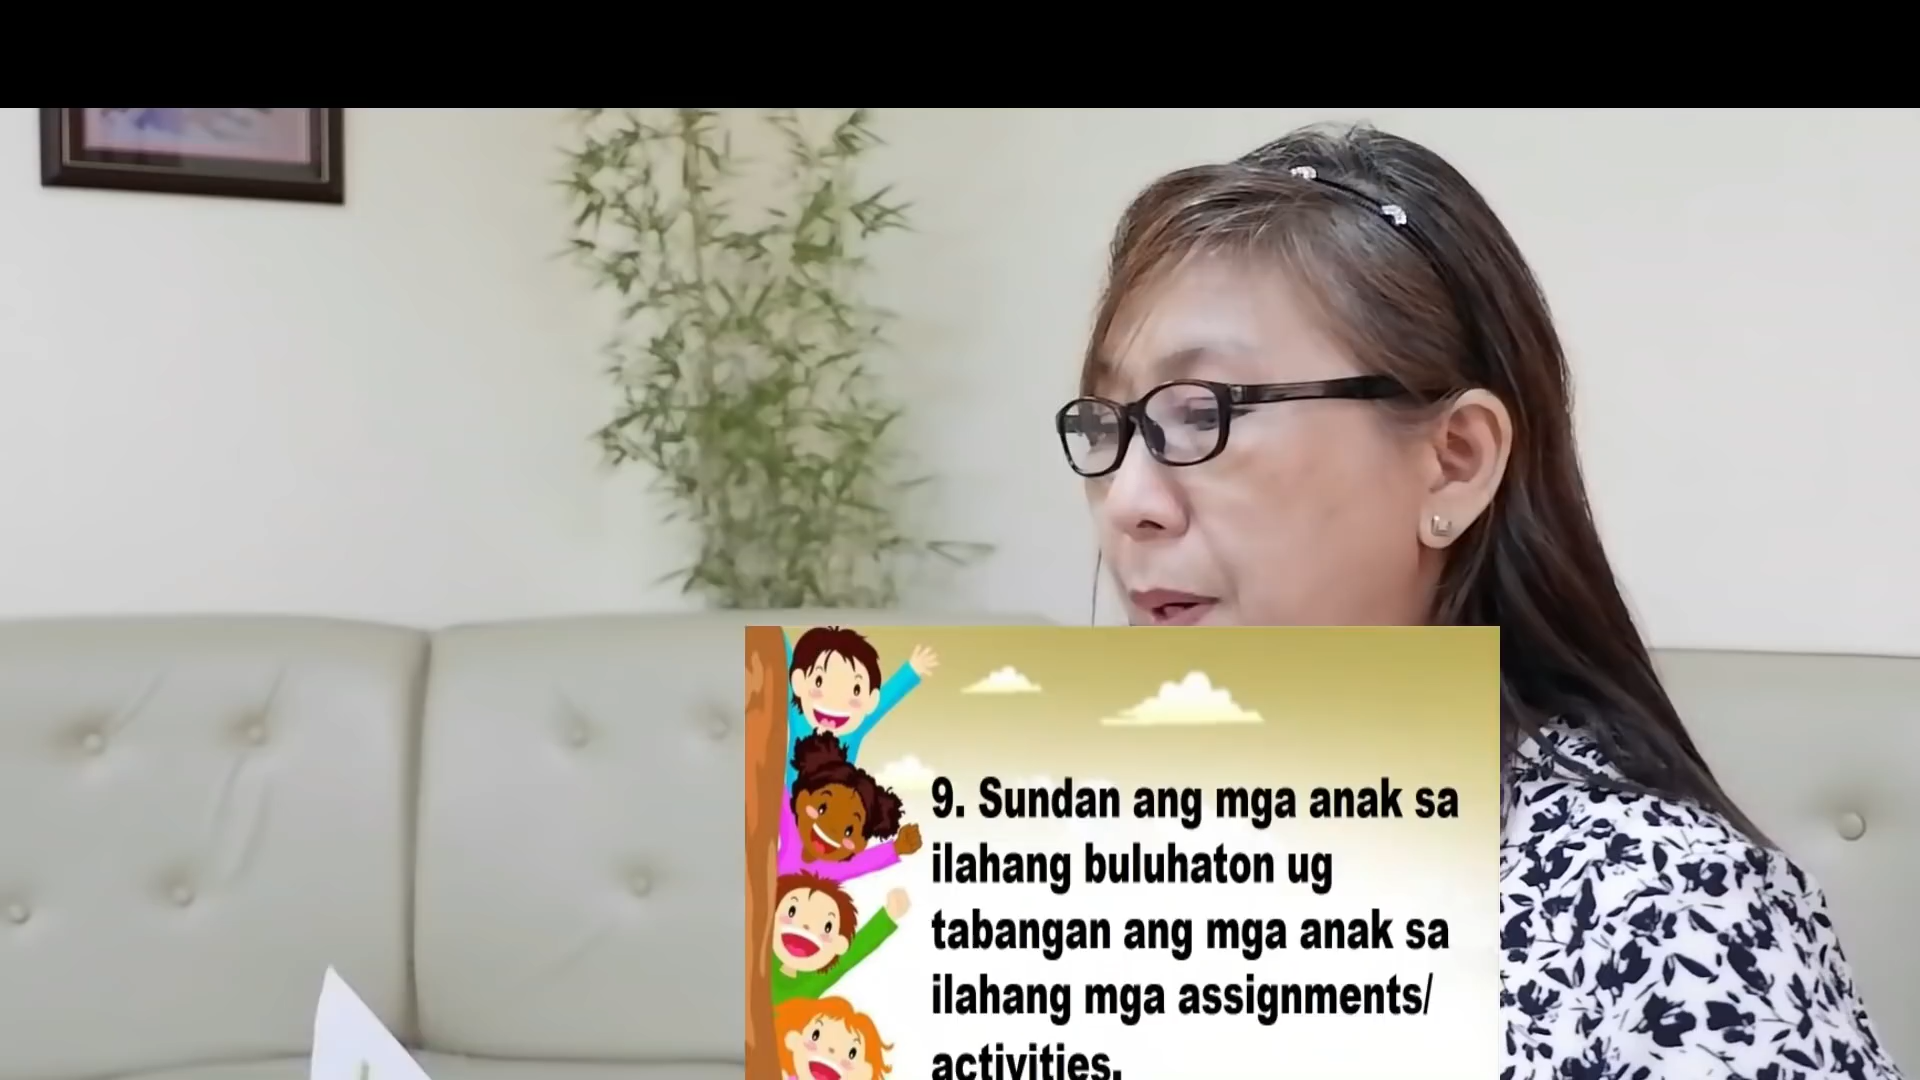 9. Sundan ang mga anak sa
ilahang buluhaton ug
tabangan ang mga anak sa
ilahang mga assignments/
activities.